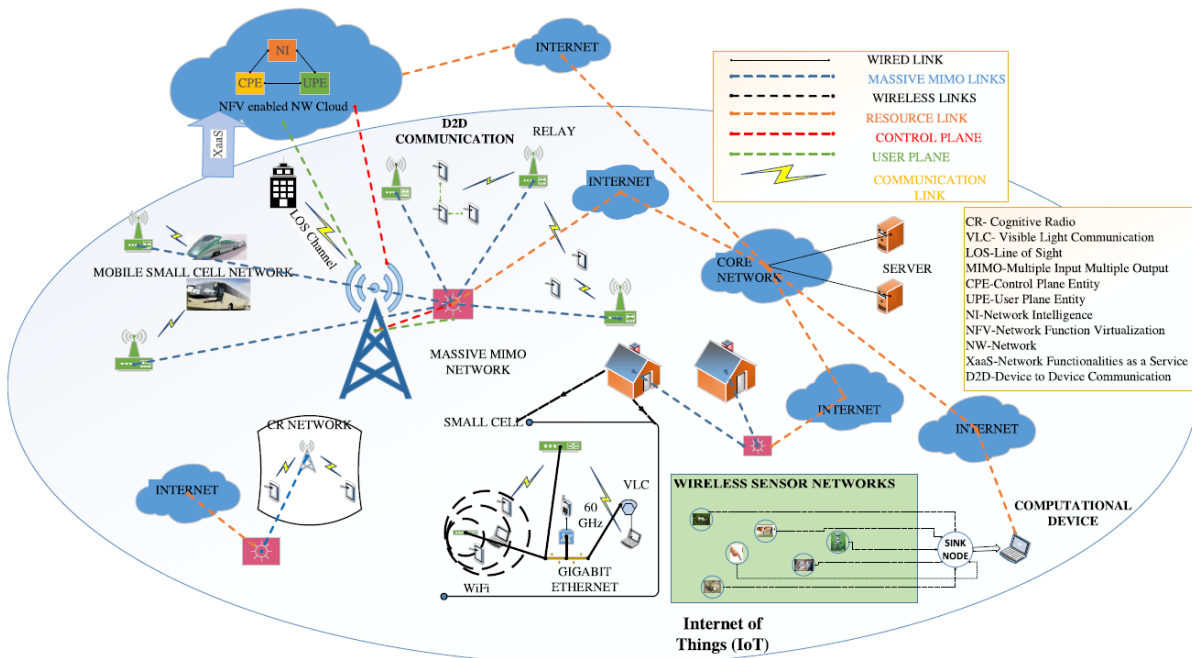 NI
CPE
UPE
NFV enabled NW Cloud
XaaS
INTERNET
WIRED LINK
MASSIVE MIMO LINKS
WIRELESS LINKS
RESOURCE LINK
CONTROL PLANE
USER PLANE
COMMUNICATION
LINK
D2D
COMMUNICATION
RELAY
INTERNET
LOS Channel
MOBILE SMALL CELL NETWORK
CORE
NETWORK
SERVER
CR- Cognitive Radio
VLC- Visible Light Communication
LOS-Line of Sight
MIMO-Multiple Input Multiple Output
CPE-Control Plane Entity
UPE-User Plane Entity
NI-Network Intelligence
NFV-Network Function Virtualization
NW-Network
XaaS-Network Functionalities as a Service
D2D-Device to Device Communication
MASSIVE MIMO
NETWORK
SMALL CELL
INTERNET
INTERNET
CR NETWORK
INTERNET
VLC
60
GHz
WiFi
GIGABIT
ETHERNET
WIRELESS SENSOR NETWORKS
SINK
NODE
COMPUTATIONAL
DEVICE
Internet of
Things (IoT)